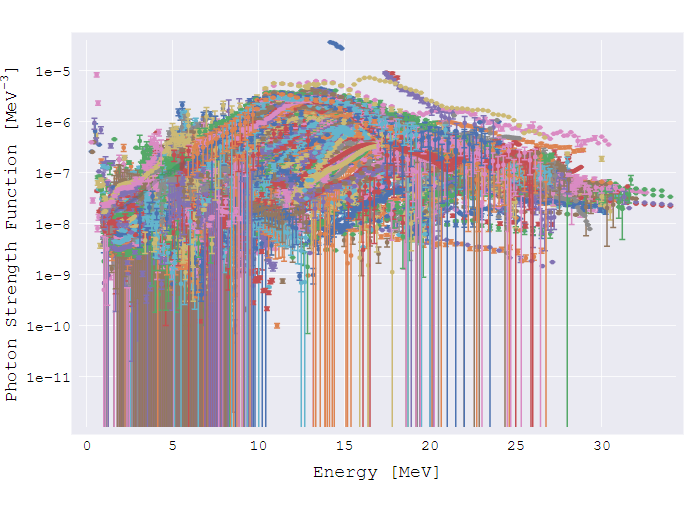 Photon Strength Function [MeV⁻³]
1e-5
1e-6
1e-7
1e-8
1e-9
1e-10
1e-11
0 5 10 15 20 25 30
Energy [MeV]